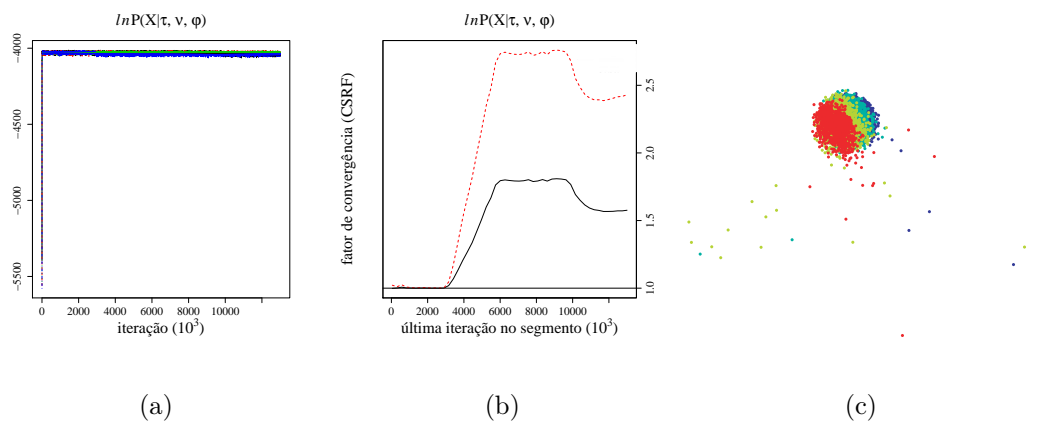 lnP(X|τ, ν, φ)
−4000
−4500
−5000
−5500
0 2000 4000 6000 8000 10000
iteração (10³)
(a)
lnP(X|τ, ν, φ)
fator de convergência (CSRF)
2.5
2.0
1.5
1.0
0 2000 4000 6000 8000 10000
última iteração no segmento (10³)
(b)
(c)